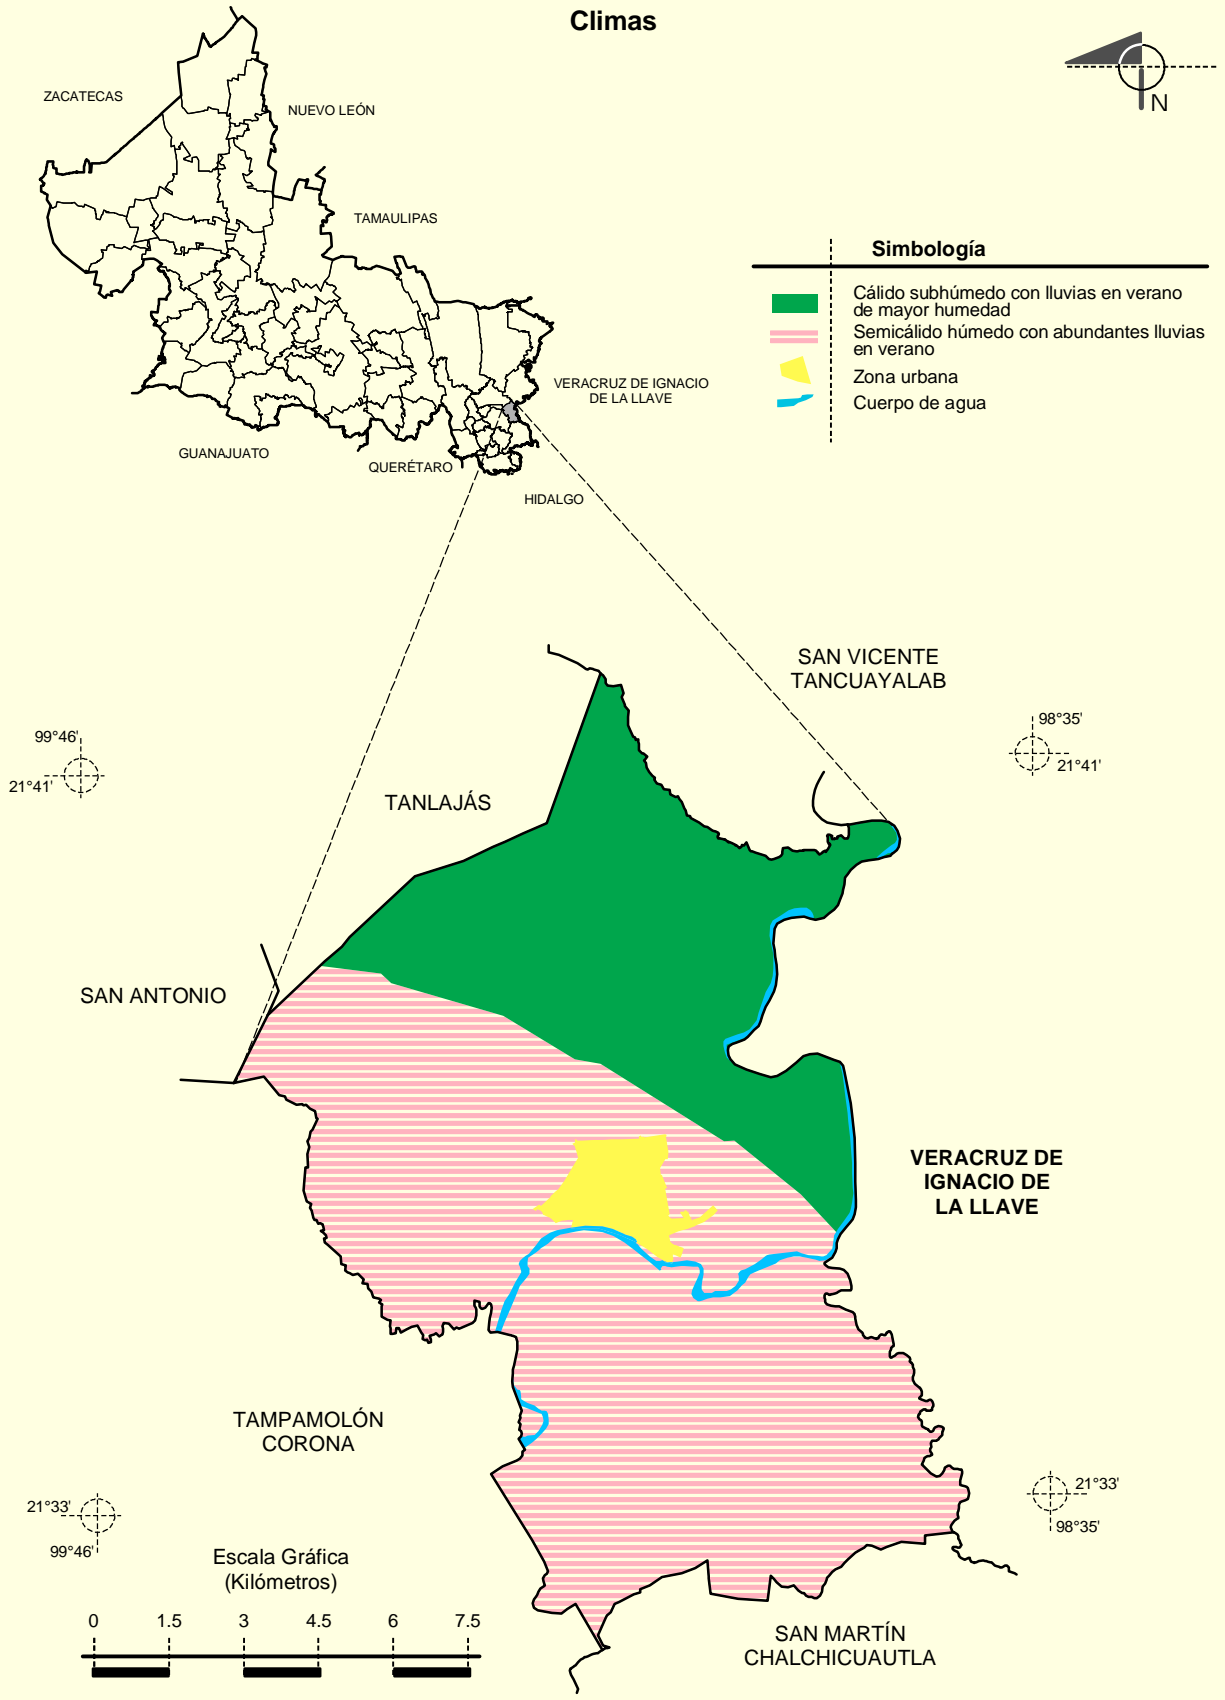 Climas
N
ZACATECAS
NUEVO LEÓN
TAMAULIPAS
VERACRUZ DE IGNACIO
DE LA LLAVE
GUANAJUATO
QUERÉTARO
HIDALGO
Simbología
Cálido subhúmedo con lluvias en verano
de mayor humedad
Semicálido húmedo con abundantes lluvias
en verano
Zona urbana
Cuerpo de agua
SAN VICENTE
TANCUAYALAB
99°46'
21°41'
98°35'
21°41'
TANLAJÁS
SAN ANTONIO
VERACRUZ DE
IGNACIO DE
LA LLAVE
TAMPAMOLÓN
CORONA
21°33'
99°46'
21°33'
98°35'
Escala Gráfica
(Kilómetros)
0 1.5 3 4.5 6 7.5
SAN MARTÍN
CHALCHICUAUTLA